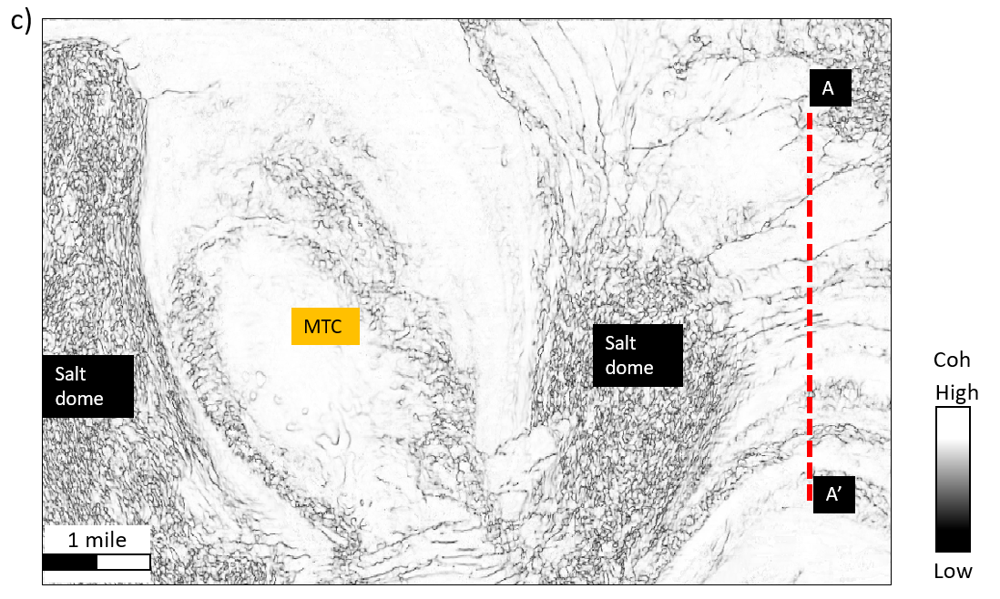 c)
A
MTC
Salt
dome
Salt
dome
Coh
High
A’
1 mile
Low